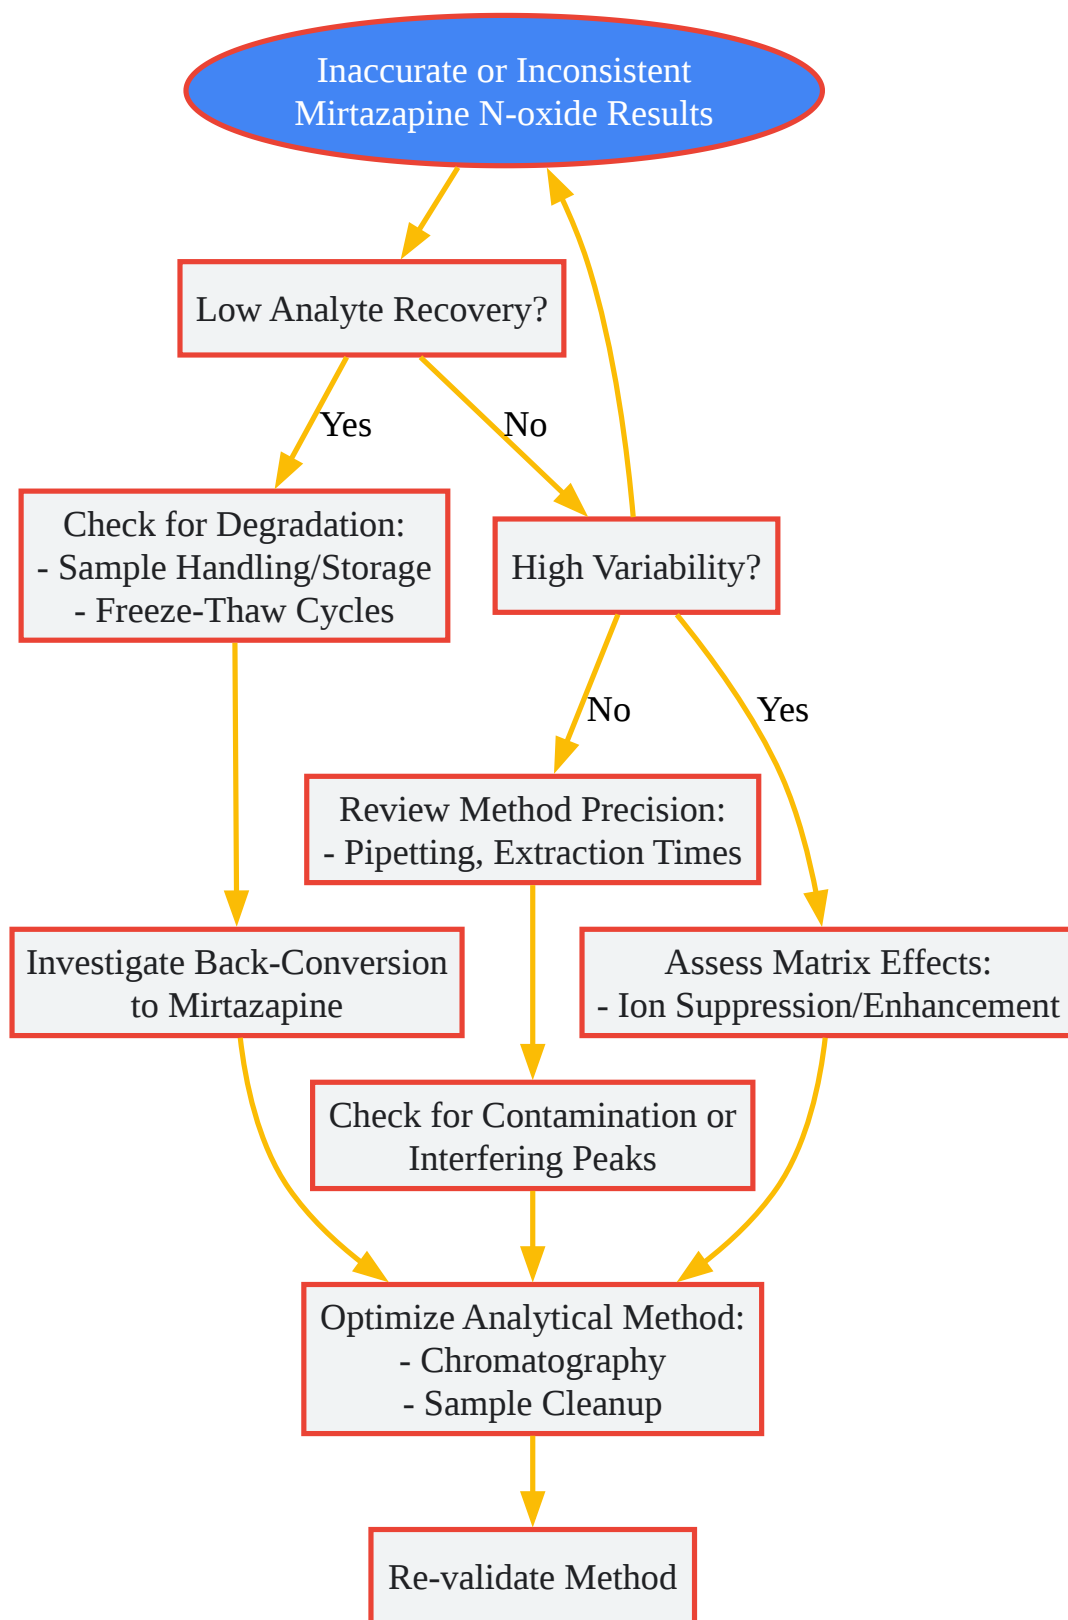 Inaccurate or Inconsistent
Mirtazapine N-oxide Results
Low Analyte Recovery?
Yes
No
Check for Degradation:
- Sample Handling/Storage
- Freeze-Thaw Cycles
High Variability?
No
Yes
Review Method Precision:
- Pipetting, Extraction Times
Investigate Back-Conversion
to Mirtazapine
Assess Matrix Effects:
- Ion Suppression/Enhancement
Check for Contamination or
Interfering Peaks
Optimize Analytical Method:
- Chromatography
- Sample Cleanup
Re-validate Method